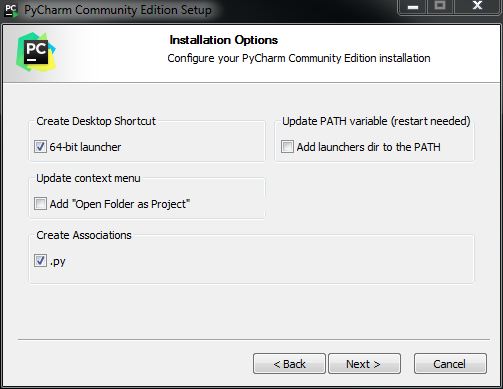 PyCharm Community Edition Setup
PC
Installation Options
Configure your PyCharm Community Edition installation
Create Desktop Shortcut
64-bit launcher
Update PATH variable (restart needed)
Add launchers dir to the PATH
Update context menu
Add "Open Folder as Project"
Create Associations
.py
< Back
Next >
Cancel